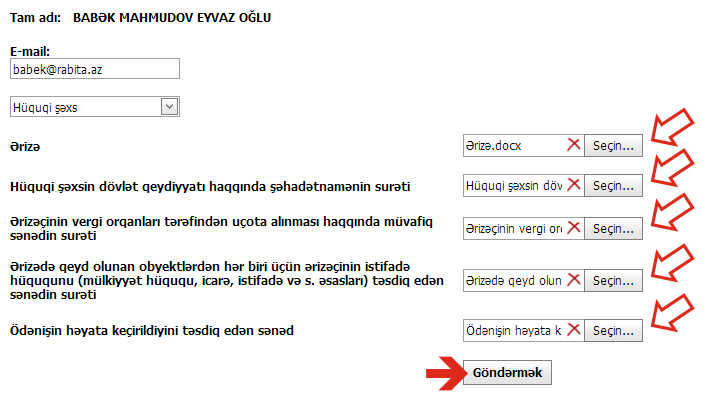 Tam adı: BABƏK MAHMUDOV EYVAZ OĞLU
E-mail:
babek@rabita.az
Hüquqi şəxs
Ərizə
Ərizə.docx
Seçin...
Hüquqi şəxsin dövlət qeydiyyatı haqqında şəhadətnamənin surəti
Hüquqi şəxsin döv
Seçin...
Ərizəçinin vergi orqanları tərəfindən uçota alınması haqqında müvafiq
sənədin surəti
Ərizəçinin vergi orq
Seçin...
Ərizədə qeyd olunan obyektlərdən hər biri üçün ərizəçinin istifadə
hüququnu (mülkiyyət hüququ, icarə, istifadə və s. əsasları) təsdiq edən
sənədin surəti
Ərizədə qeyd olun
Seçin...
Ödənişin həyata keçirildiyini təsdiq edən sənəd
Ödənişin həyata k
Seçin...
Göndərmək